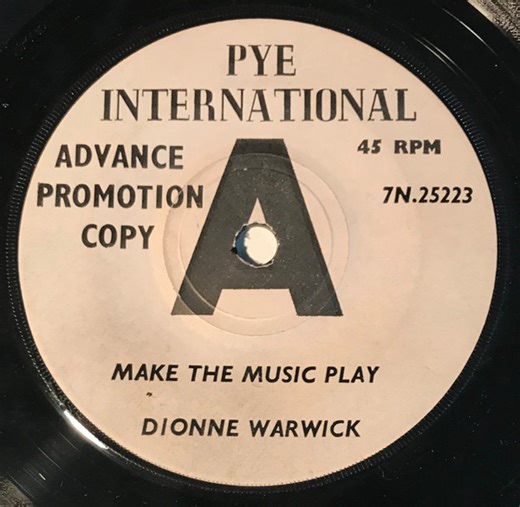 PYE
INTERNATIONAL
ADVANCE
PROMOTION
COPY
45 RPM
7N.25223
A
MAKE THE MUSIC PLAY
DIONNE WARWICK